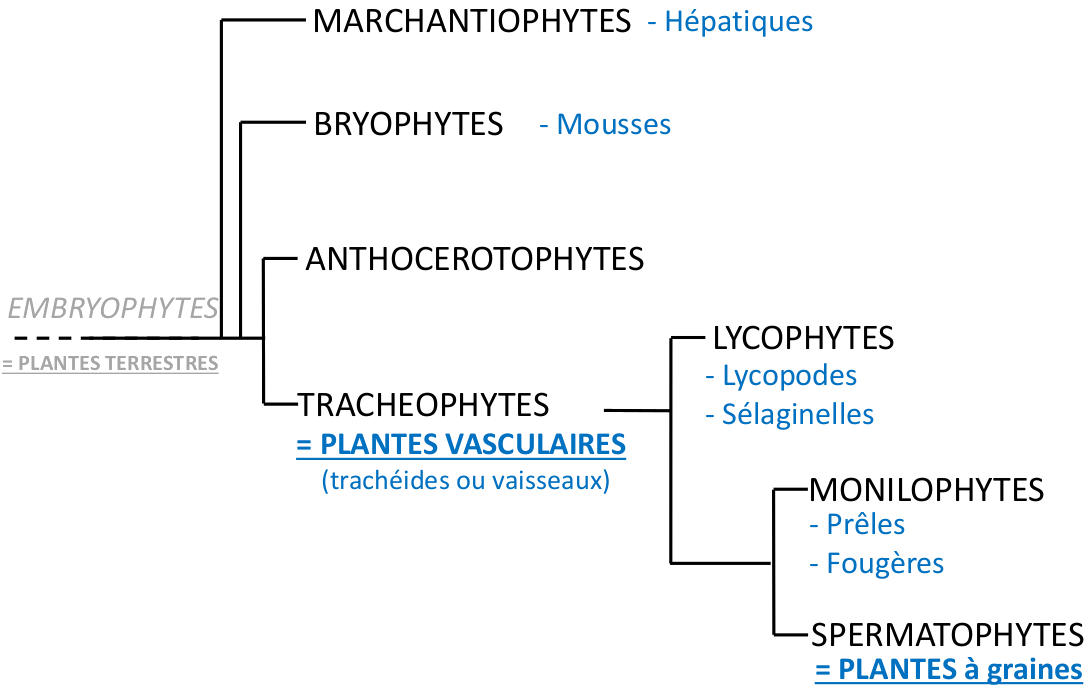 MARCHANTIOPHYTES - Hépatiques
BRYOPHYTES - Mousses
ANTHOCEROTOPHYTES
EMBRYOPHYTES
= PLANTES TERRESTRES
LYCOPHYTES
- Lycopodes
- Sélaginelles
TRACHEOPHYTES
= PLANTES VASCULAIRES
(trachéides ou vaisseaux)
MONILOPHYTES
- Prêles
- Fougères
SPERMATOPHYTES
= PLANTES à graines